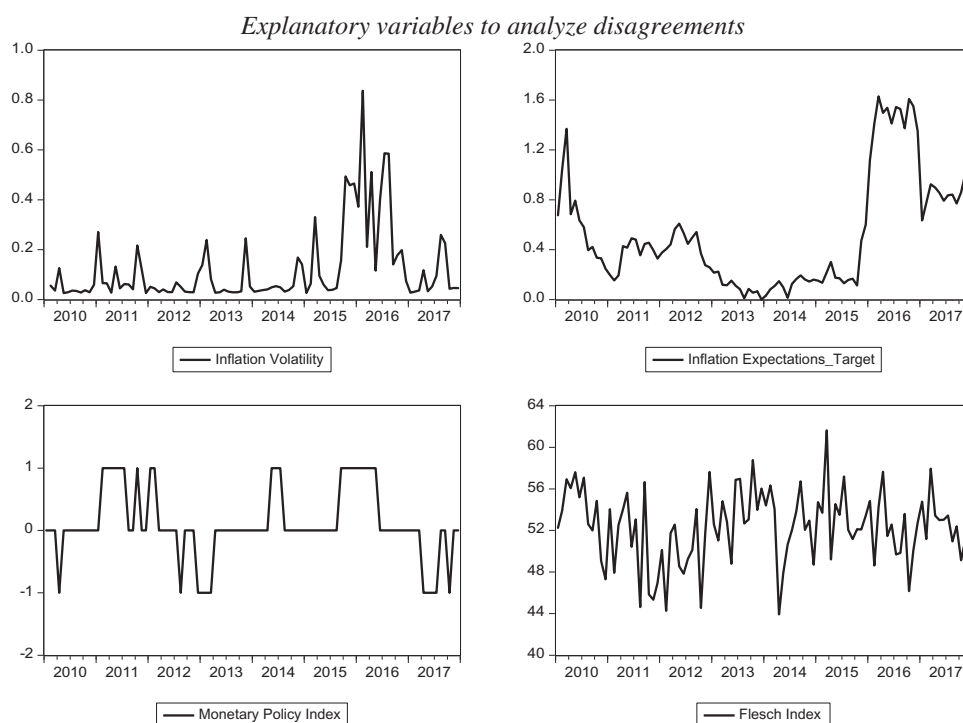 Explanatory variables to analyze disagreements
1.0
0.8
0.6
0.4
0.2
0.0
2010 2011 2012 2013 2014 2015 2016 2017
Inflation Volatility
2.0
1.6
1.2
0.8
0.4
0.0
2010 2011 2012 2013 2014 2015 2016 2017
Inflation Expectations_Target
2
1
0
-1
-2
2010 2011 2012 2013 2014 2015 2016 2017
Monetary Policy Index
64
60
56
52
48
44
40
2010 2011 2012 2013 2014 2015 2016 2017
Flesch Index